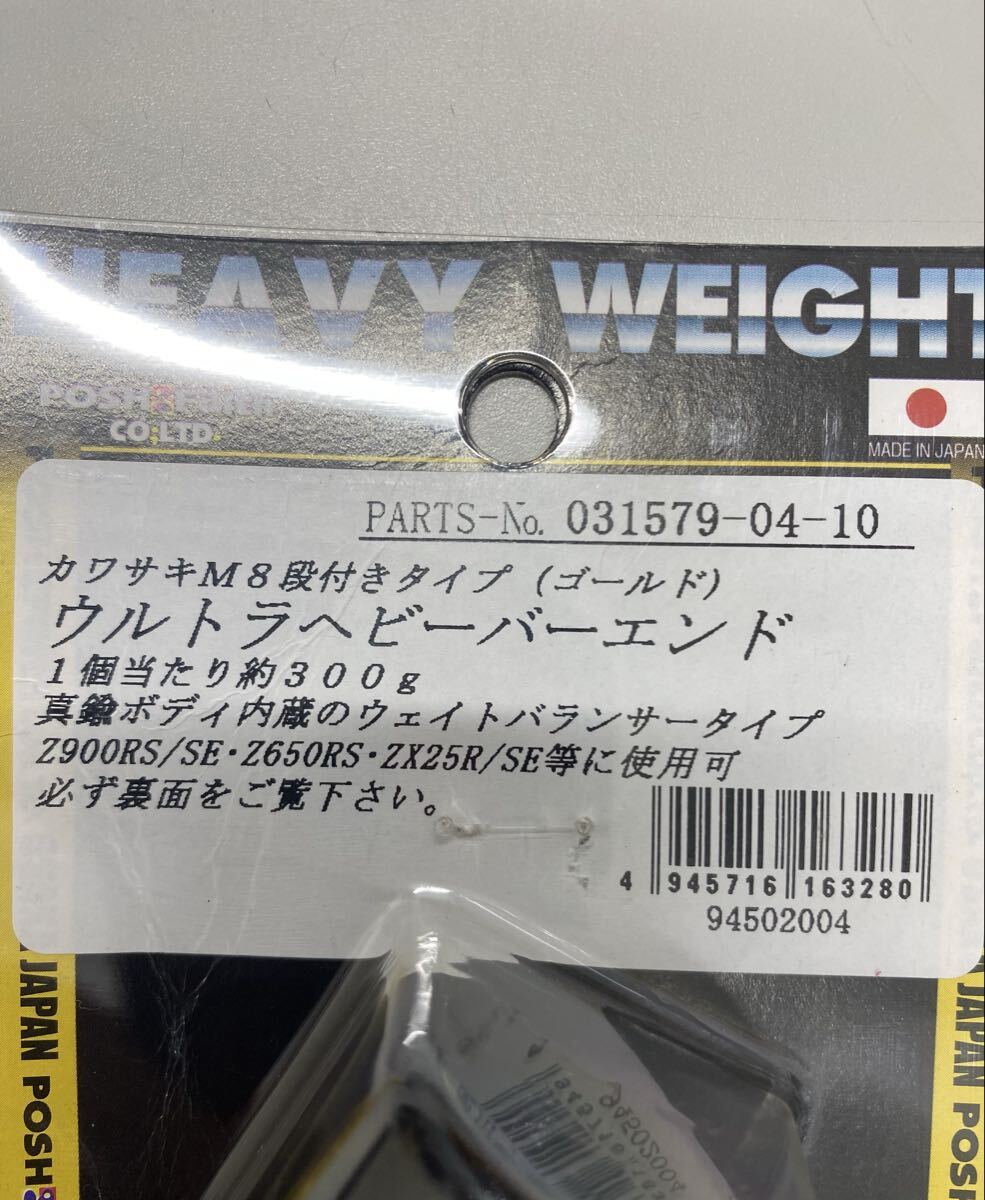 HEAVY WEIGHT
POSH Faith
CO.LTD.
MADE IN JAPAN
PARTS-No. 031579-04-10
カワサキM8段付きタイプ (ゴールド)
ウルトラヘビーバーエンド
1個当たり約300g
真鍮ボディ内蔵のウェイトバランサータイプ
Z900RS/SE・Z650RS・ZX25R/SE等に使用可
必ず裏面をご覧下さい。
4 945716 163280
94502004
JAPAN POSH
JAPAN POS
94502004